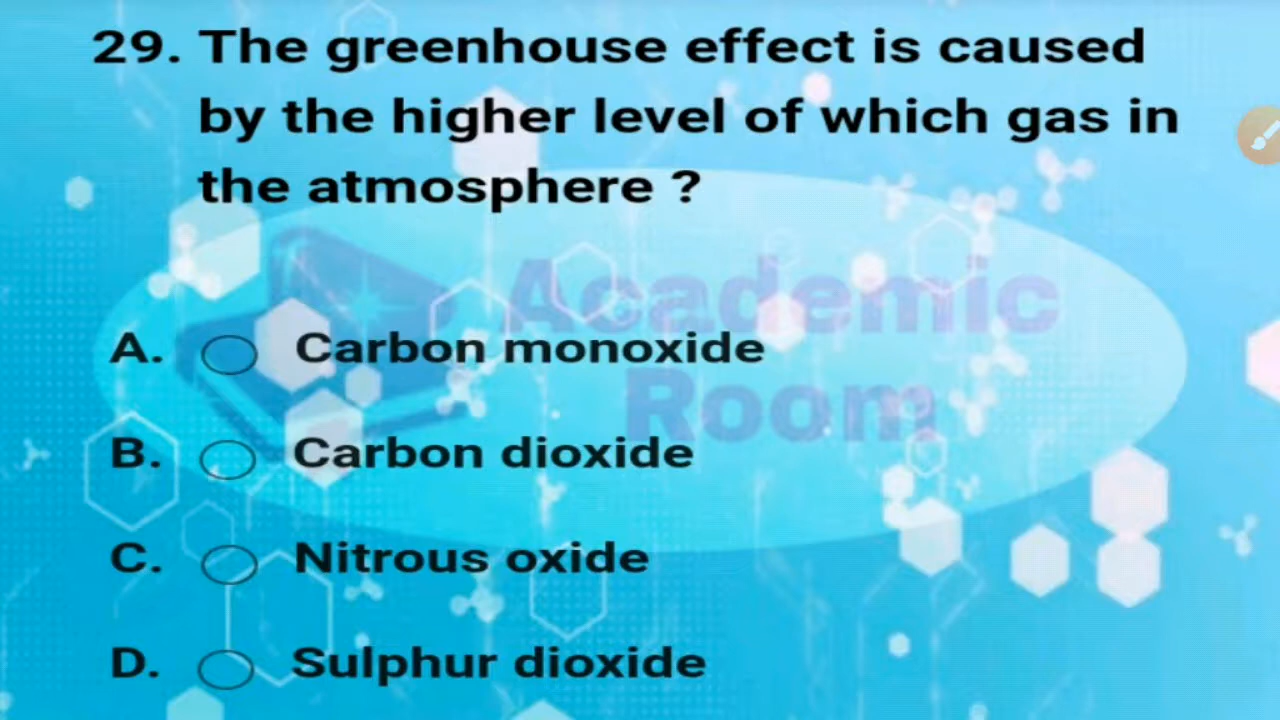 29. The greenhouse effect is caused
by the higher level of which gas in
the atmosphere ?
Academic
Room
A. Carbon monoxide
B. Carbon dioxide
C. Nitrous oxide
D. Sulphur dioxide